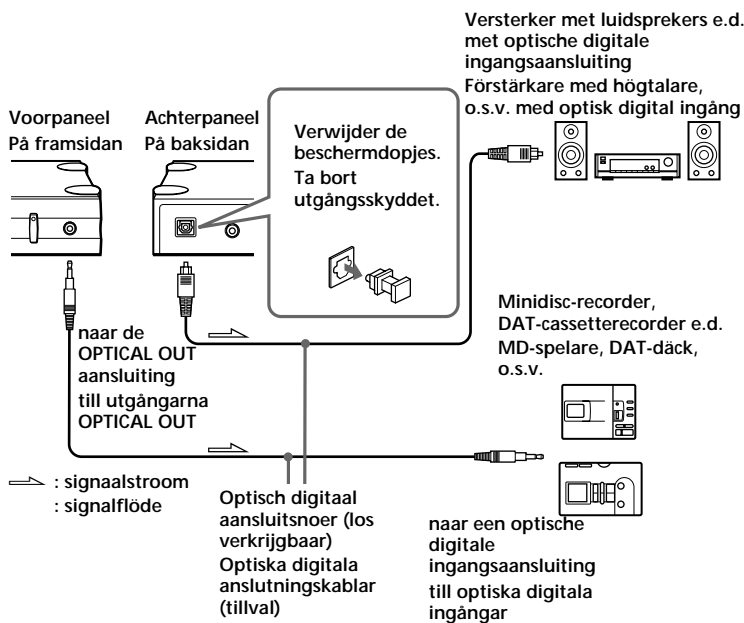 Versterker met luidsprekers e.d.
met optische digitale
ingangsaansluiting
Förstärkare med högtalare,
o.s.v. med optisk digital ingång
Voorpaneel
På framsidan
Achterpaneel
På baksidan
Verwijder de
beschermdopjes.
Ta bort
utgångsskyddet.
naar de
OPTICAL OUT
aansluiting
till utgångarna
OPTICAL OUT
Minidisc-recorder,
DAT-cassetterecorder e.d.
MD-spelare, DAT-däck,
o.s.v.
: signaalstroom
: signalflöde
Optisch digitaal
aansluitsnoer (los
verkrijgbaar)
Optiska digitala
anslutningskablar
(tillval)
naar een optische
digitale
ingangsaansluiting
till optiska digitala
ingångar